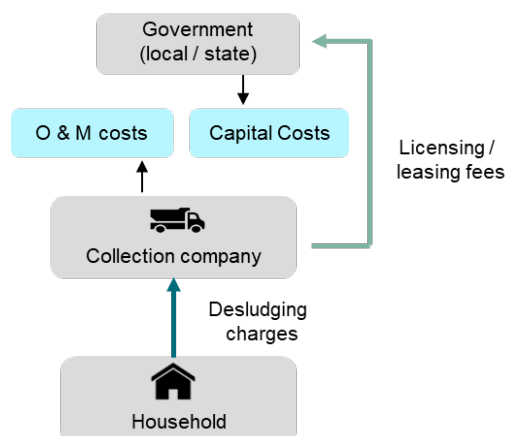 Government
(local / state)
O & M costs
Capital Costs
Licensing /
leasing fees
Collection company
Desludging
charges
Household